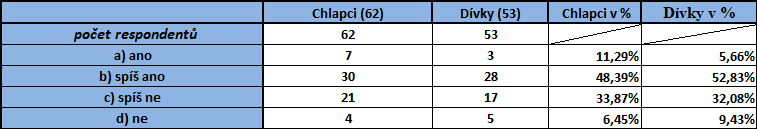 Chlapci (62) Dívky (53) Chlapci v % Dívky v %
počet respondentů 62 53
a) ano 7 3 11,29% 5,66%
b) spíš ano 30 28 48,39% 52,83%
c) spíš ne 21 17 33,87% 32,08%
d) ne 4 5 6,45% 9,43%